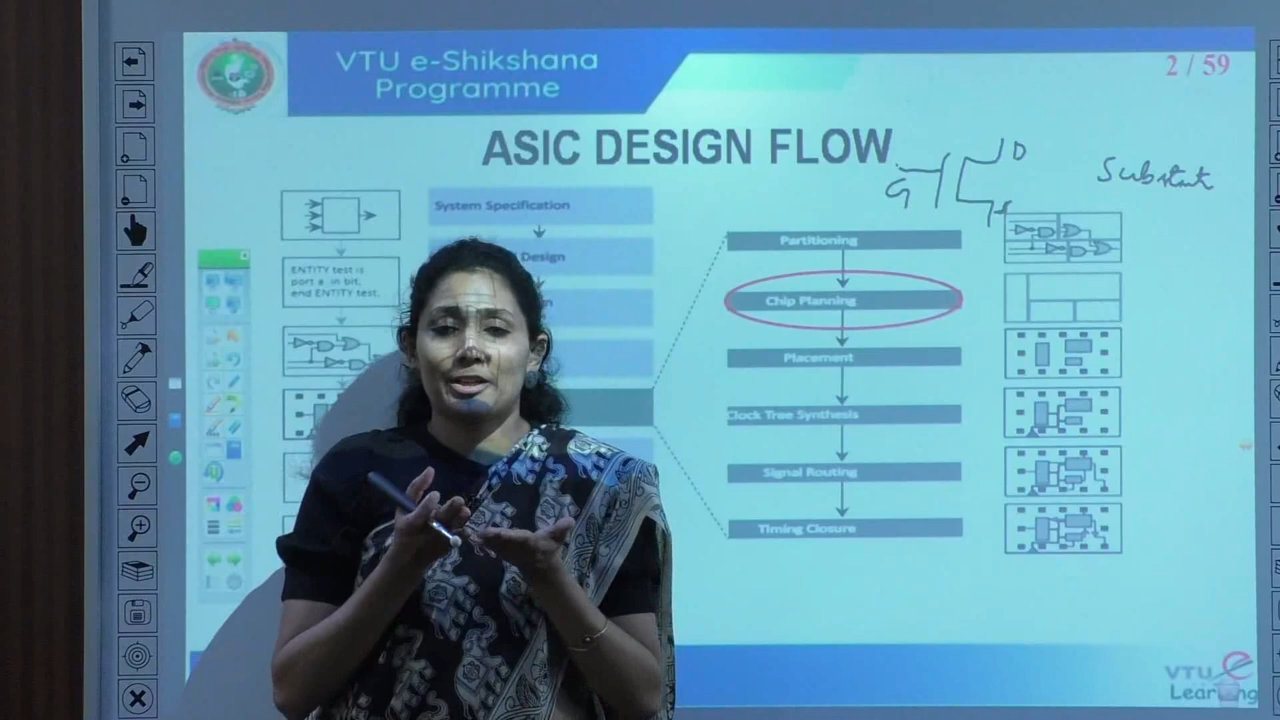 VTU e-Shikshana
Programme
2 / 59
ASIC DESIGN FLOW
G
D
System Specification
Design
ENTITY test is
port a in bit;
end ENTITY test;
Partitioning
Chip Planning
Placement
Clock Tree Synthesis
Signal Routing
Timing Closure
VTU e
Learning